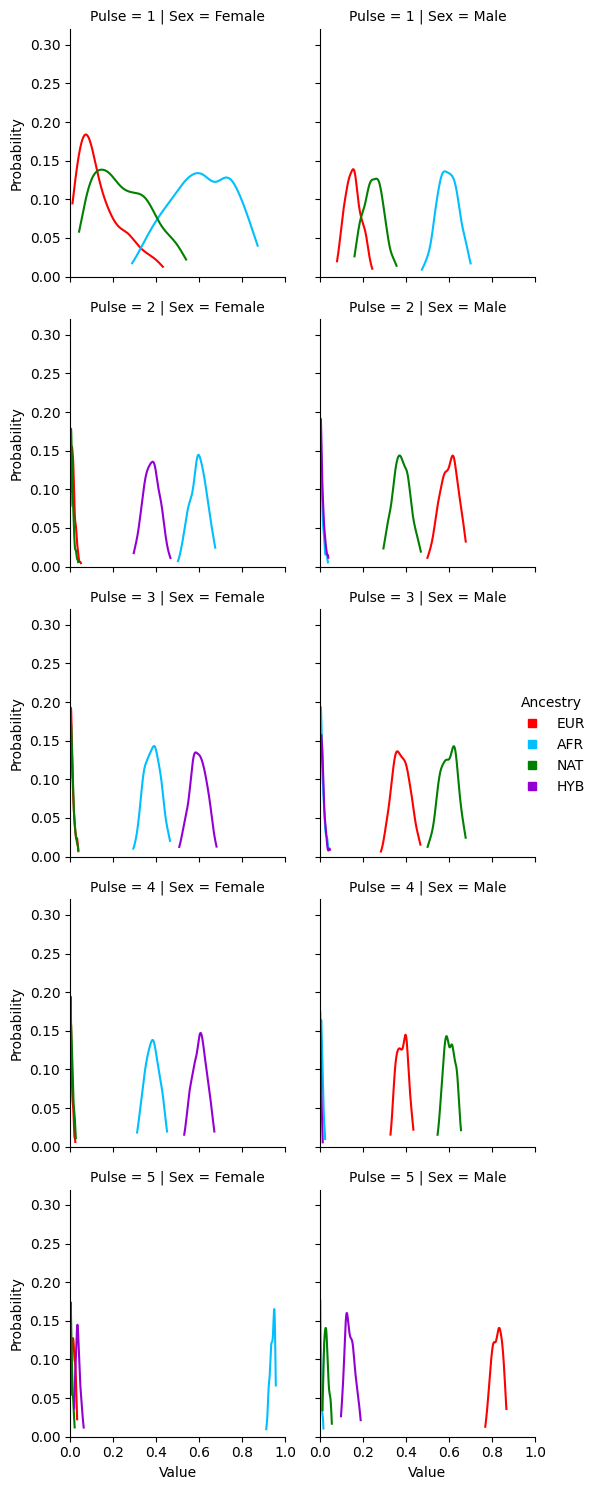 Pulse = 1 | Sex = Female
Pulse = 1 | Sex = Male
0.30
0.25
0.20
0.15
0.10
0.05
0.00
Probability
Pulse = 2 | Sex = Female
Pulse = 2 | Sex = Male
0.30
0.25
0.20
0.15
0.10
0.05
0.00
Probability
Pulse = 3 | Sex = Female
Pulse = 3 | Sex = Male
0.30
0.25
0.20
0.15
0.10
0.05
0.00
Probability
Ancestry
EUR
AFR
NAT
HYB
Pulse = 4 | Sex = Female
Pulse = 4 | Sex = Male
0.30
0.25
0.20
0.15
0.10
0.05
0.00
Probability
Pulse = 5 | Sex = Female
Pulse = 5 | Sex = Male
0.30
0.25
0.20
0.15
0.10
0.05
0.00
Probability
0.0 0.2 0.4 0.6 0.8 1.0
0.0 0.2 0.4 0.6 0.8 1.0
Value
Value